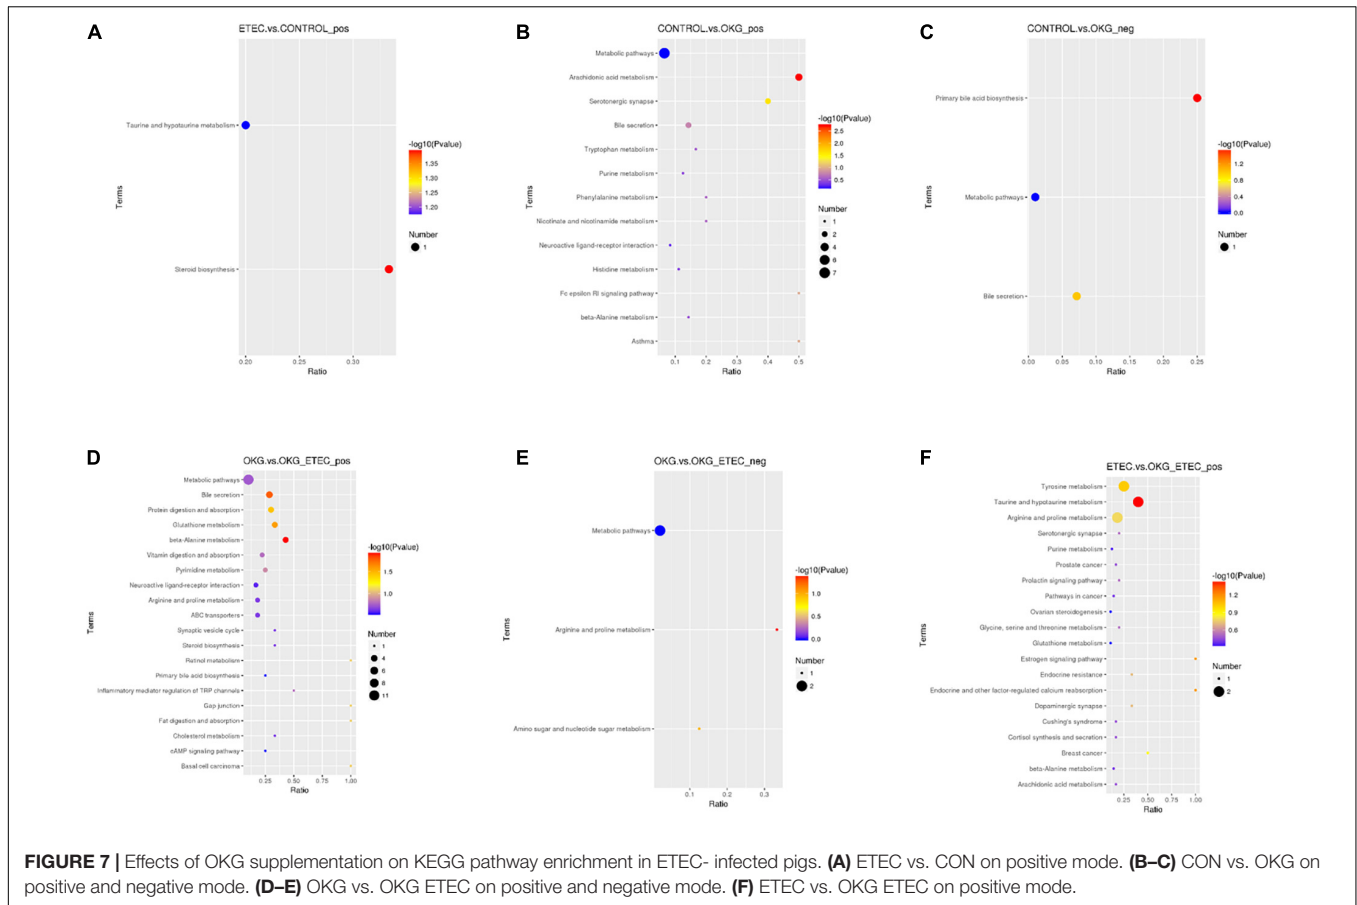 A
ETEC.vs.CONTROL_pos
Taurine and hypotaurine metabolism
Steroid biosynthesis
Terms
0.20
0.25
0.30
Ratio
-log10(Pvalue)
1.35
1.30
1.25
1.20
Number
1
B
CONTROL.vs.OKG_pos
Metabolic pathways
Arachidonic acid metabolism
Serotonergic synapse
Bile secretion
Tryptophan metabolism
Purine metabolism
Phenylalanine metabolism
Nicotinate and nicotinamide metabolism
Neuroactive ligand-receptor interaction
Histidine metabolism
Fc epsilon RI signaling pathway
beta-Alanine metabolism
Asthma
Terms
0.1
0.2
0.3
0.4
0.5
Ratio
-log10(Pvalue)
2.5
2.0
1.5
1.0
0.5
Number
1
2
4
6
7
C
CONTROL.vs.OKG_neg
Primary bile acid biosynthesis
Metabolic pathways
Bile secretion
Terms
0.00
0.05
0.10
0.15
0.20
0.25
Ratio
-log10(Pvalue)
1.2
0.8
0.4
0.0
Number
1
D
OKG.vs.OKG_ETEC_pos
Metabolic pathways
Bile secretion
Protein digestion and absorption
Glutathione metabolism
beta-Alanine metabolism
Vitamin digestion and absorption
Pyrimidine metabolism
Neuroactive ligand-receptor interaction
Arginine and proline metabolism
ABC transporters
Synaptic vesicle cycle
Steroid biosynthesis
Retinol metabolism
Primary bile acid biosynthesis
Inflammatory mediator regulation of TRP channels
Gap junction
Fat digestion and absorption
Cholesterol metabolism
cAMP signaling pathway
Basal cell carcinoma
Terms
0.25
0.50
0.75
1.00
Ratio
-log10(Pvalue)
1.5
1.0
Number
1
4
6
8
11
E
OKG.vs.OKG_ETEC_neg
Metabolic pathways
Arginine and proline metabolism
Amino sugar and nucleotide sugar metabolism
Terms
0.1
0.2
0.3
Ratio
-log10(Pvalue)
1.0
0.5
0.0
Number
1
2
F
ETEC.vs.OKG_ETEC_pos
Tyrosine metabolism
Taurine and hypotaurine metabolism
Arginine and proline metabolism
Serotonergic synapse
Purine metabolism
Prostate cancer
Prolactin signaling pathway
Pathways in cancer
Ovarian steroidogenesis
Glycine, serine and threonine metabolism
Glutathione metabolism
Estrogen signaling pathway
Endocrine resistance
Endocrine and other factor-regulated calcium reabsorption
Dopaminergic synapse
Cushing's syndrome
Cortisol synthesis and secretion
Breast cancer
beta-Alanine metabolism
Arachidonic acid metabolism
Terms
0.25
0.50
0.75
1.00
Ratio
-log10(Pvalue)
1.2
0.9
0.6
Number
1
2
FIGURE 7 | Effects of OKG supplementation on KEGG pathway enrichment in ETEC- infected pigs. (A) ETEC vs. CON on positive mode. (B–C) CON vs. OKG on
positive and negative mode. (D–E) OKG vs. OKG ETEC on positive and negative mode. (F) ETEC vs. OKG ETEC on positive mode.